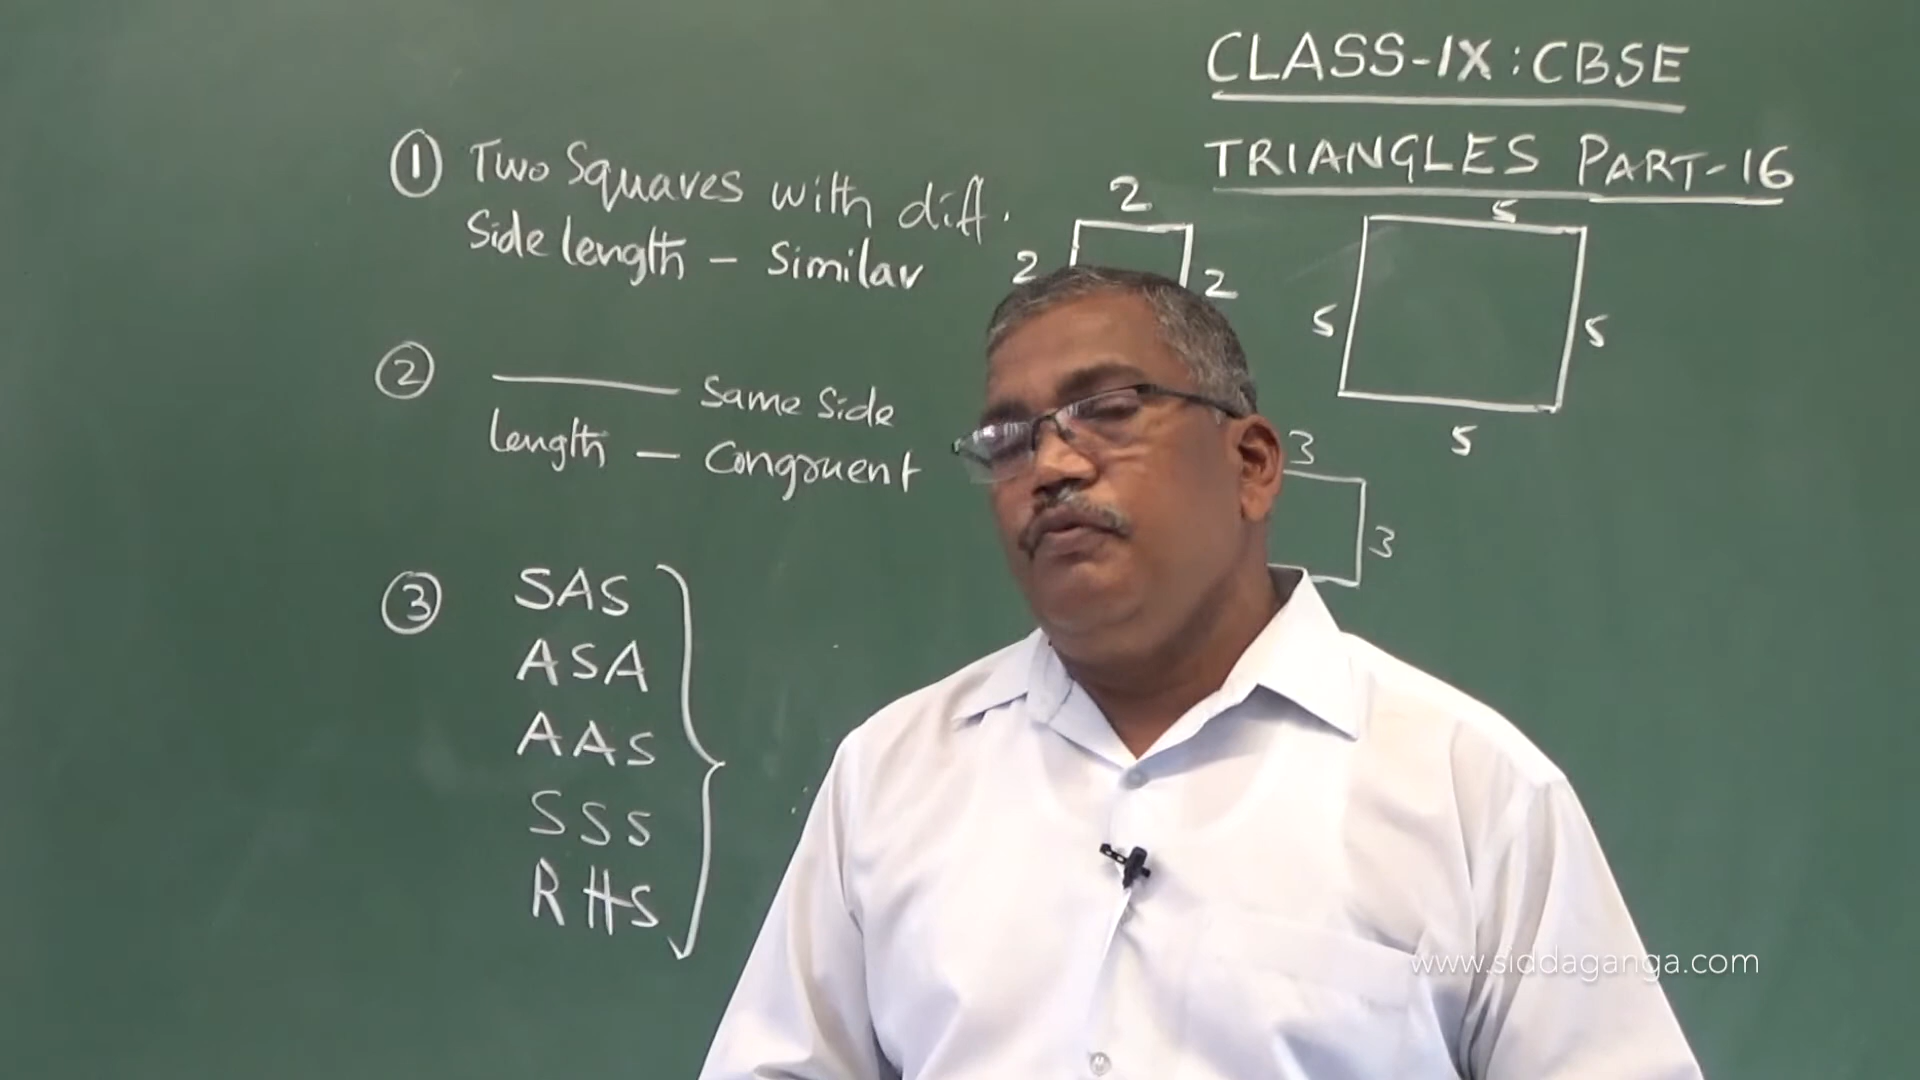 CLASS-IX : CBSE
TRIANGLES PART-16
① Two Squares with diff.
Side length - Similar
2
2
2
5
5
5
5
② ——— Same Side
length - Congruent
3
3
③ SAS
ASA
AAS
SSS
RHS
www.siddaganga.com